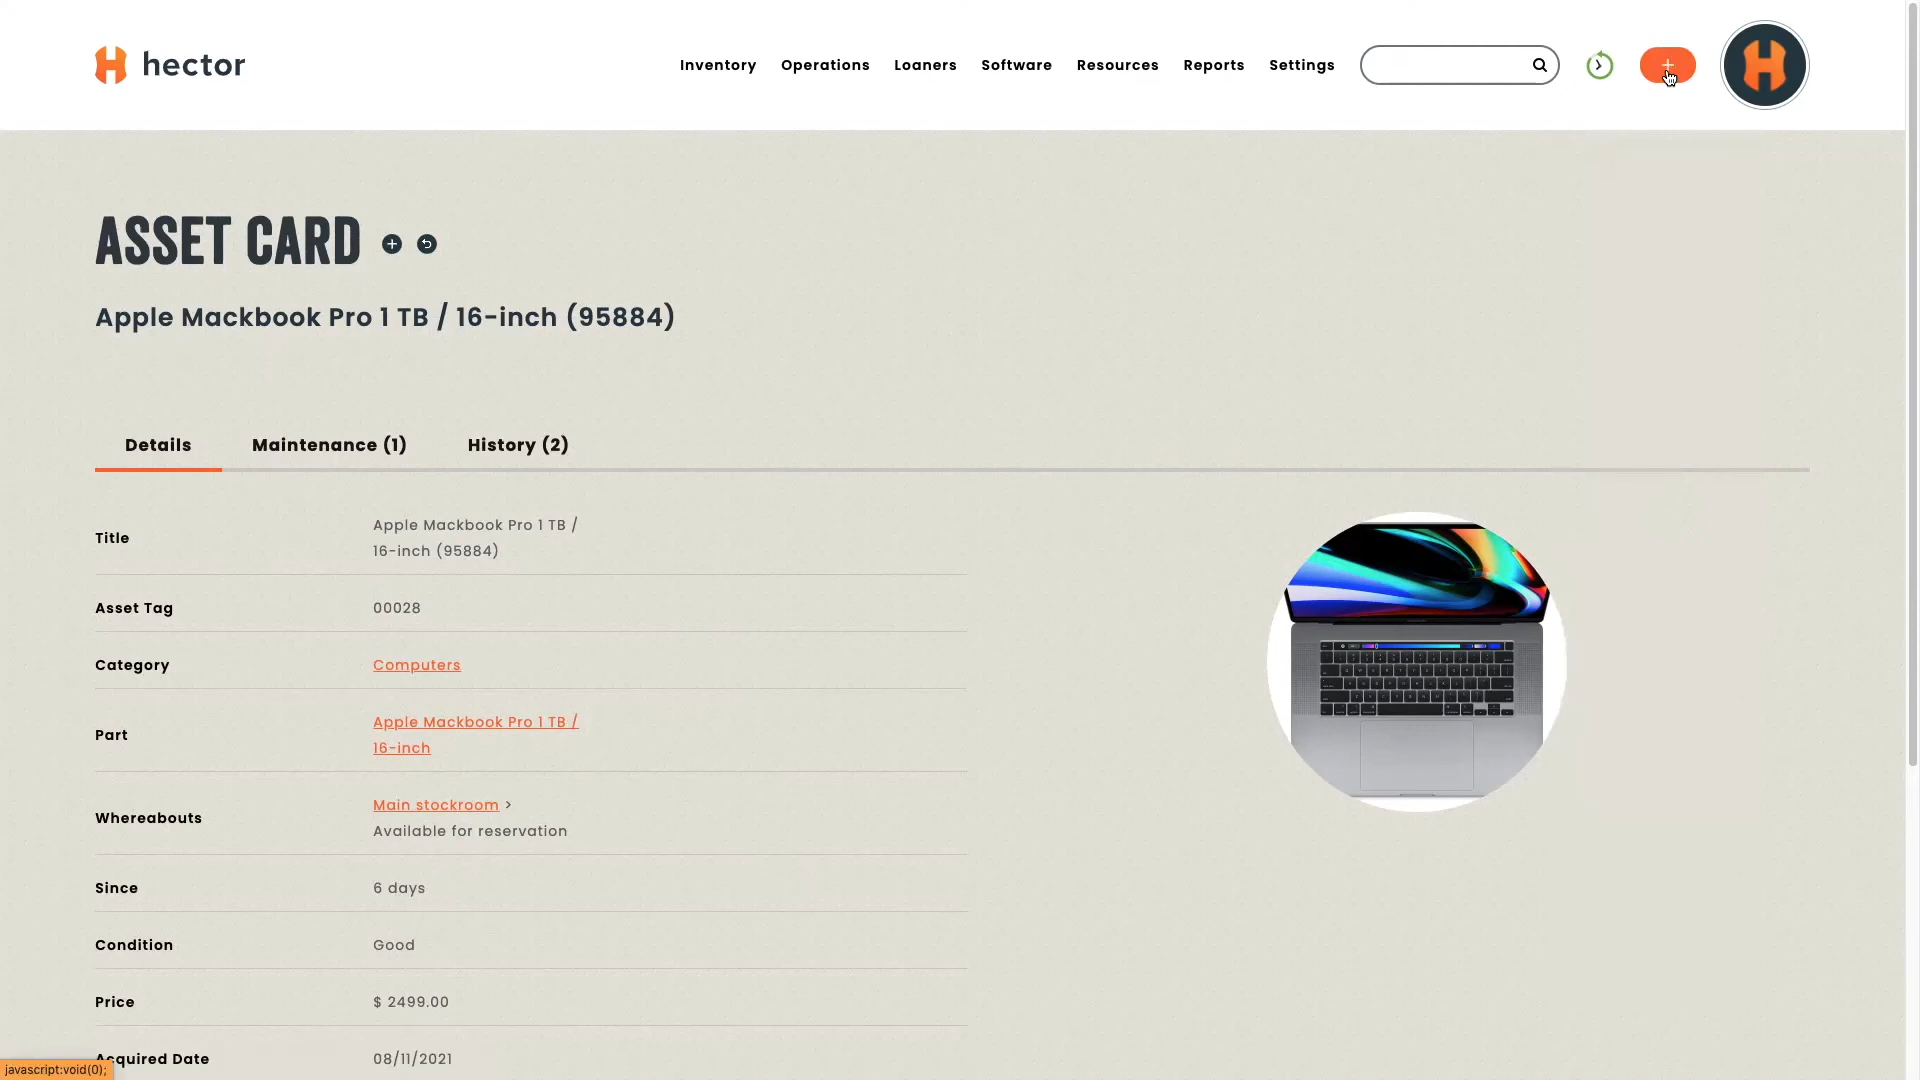 hector
Inventory Operations Loaners Software Resources Reports Settings
ASSET CARD
Apple Mackbook Pro 1 TB / 16-inch (95884)
Details Maintenance (1) History (2)
Title
Apple Mackbook Pro 1 TB /
16-inch (95884)
Asset Tag 00028
Category Computers
Part
Apple Mackbook Pro 1 TB /
16-inch
Whereabouts
Main stockroom >
Available for reservation
Since 6 days
Condition Good
Price $ 2499.00
Acquired Date 08/11/2021
javascript:void(0);